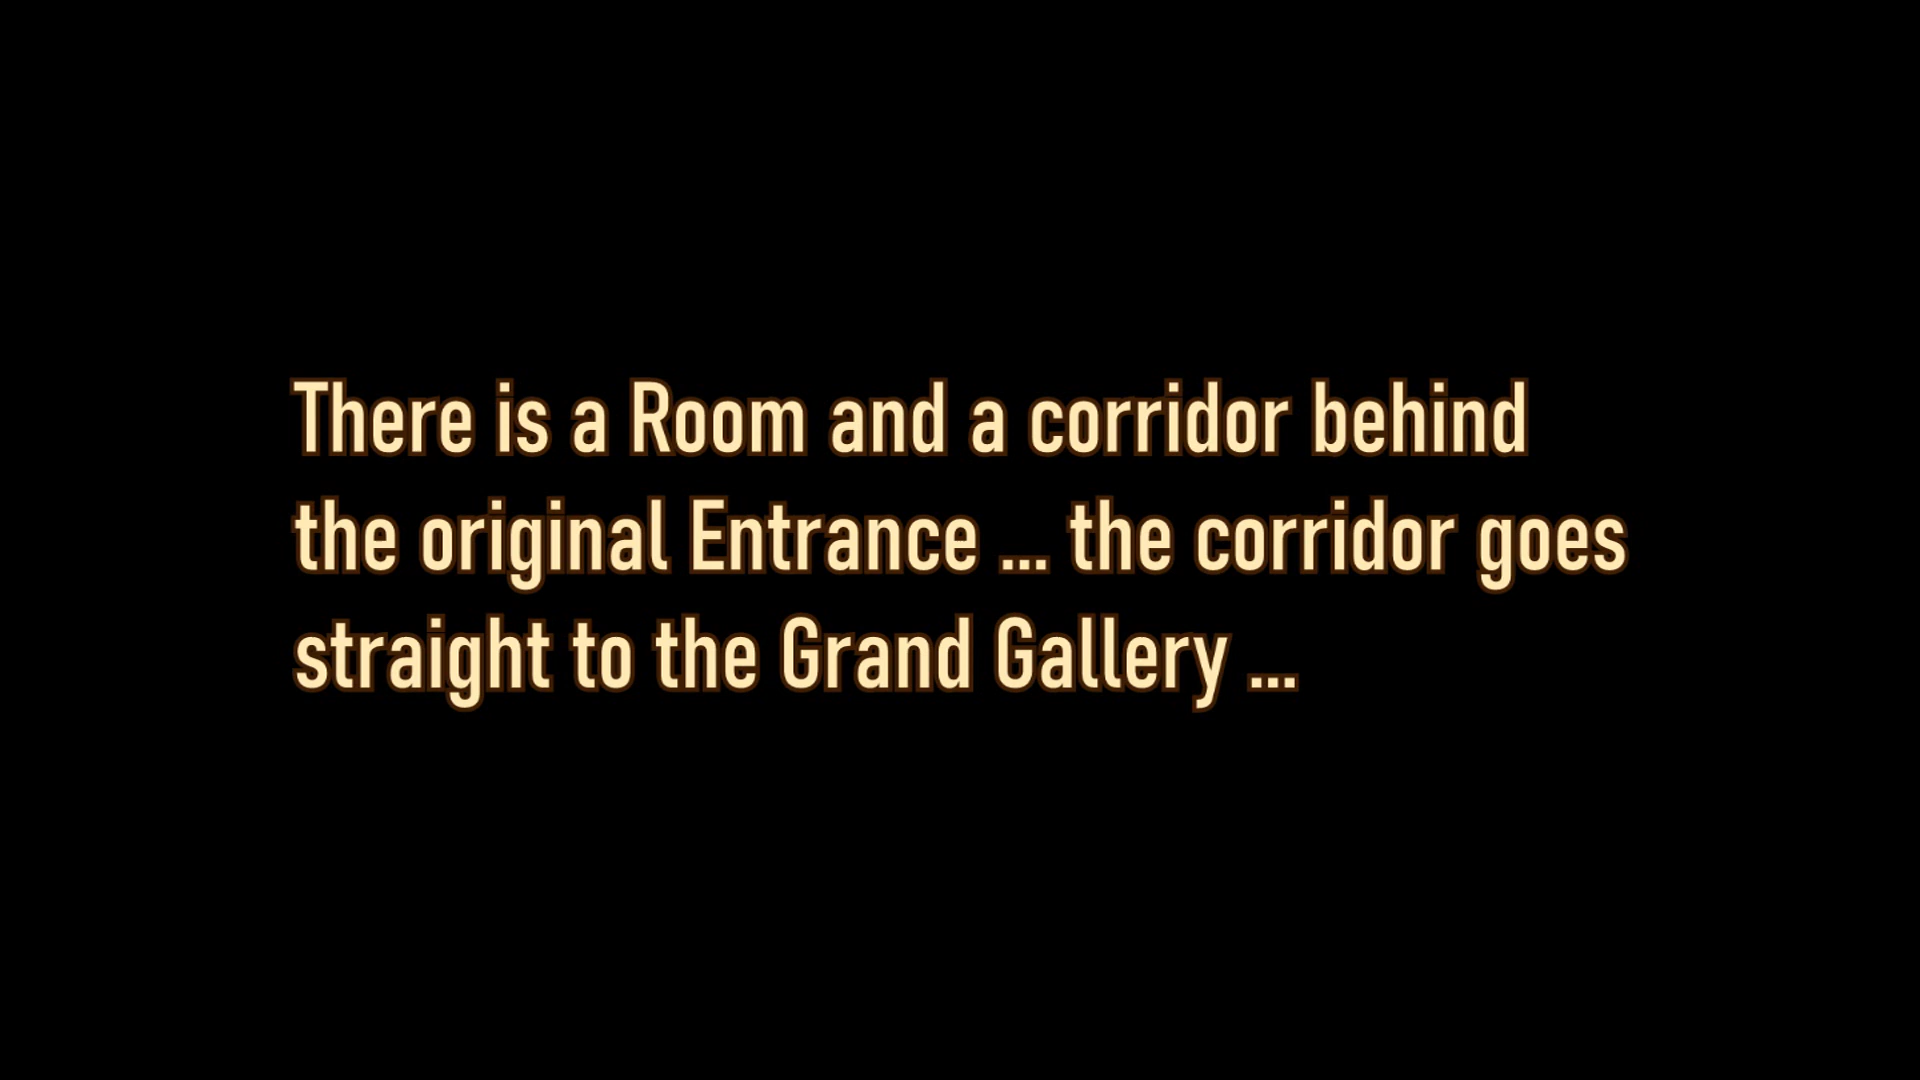 There is a Room and a corridor behind
the original Entrance ... the corridor goes
straight to the Grand Gallery ...